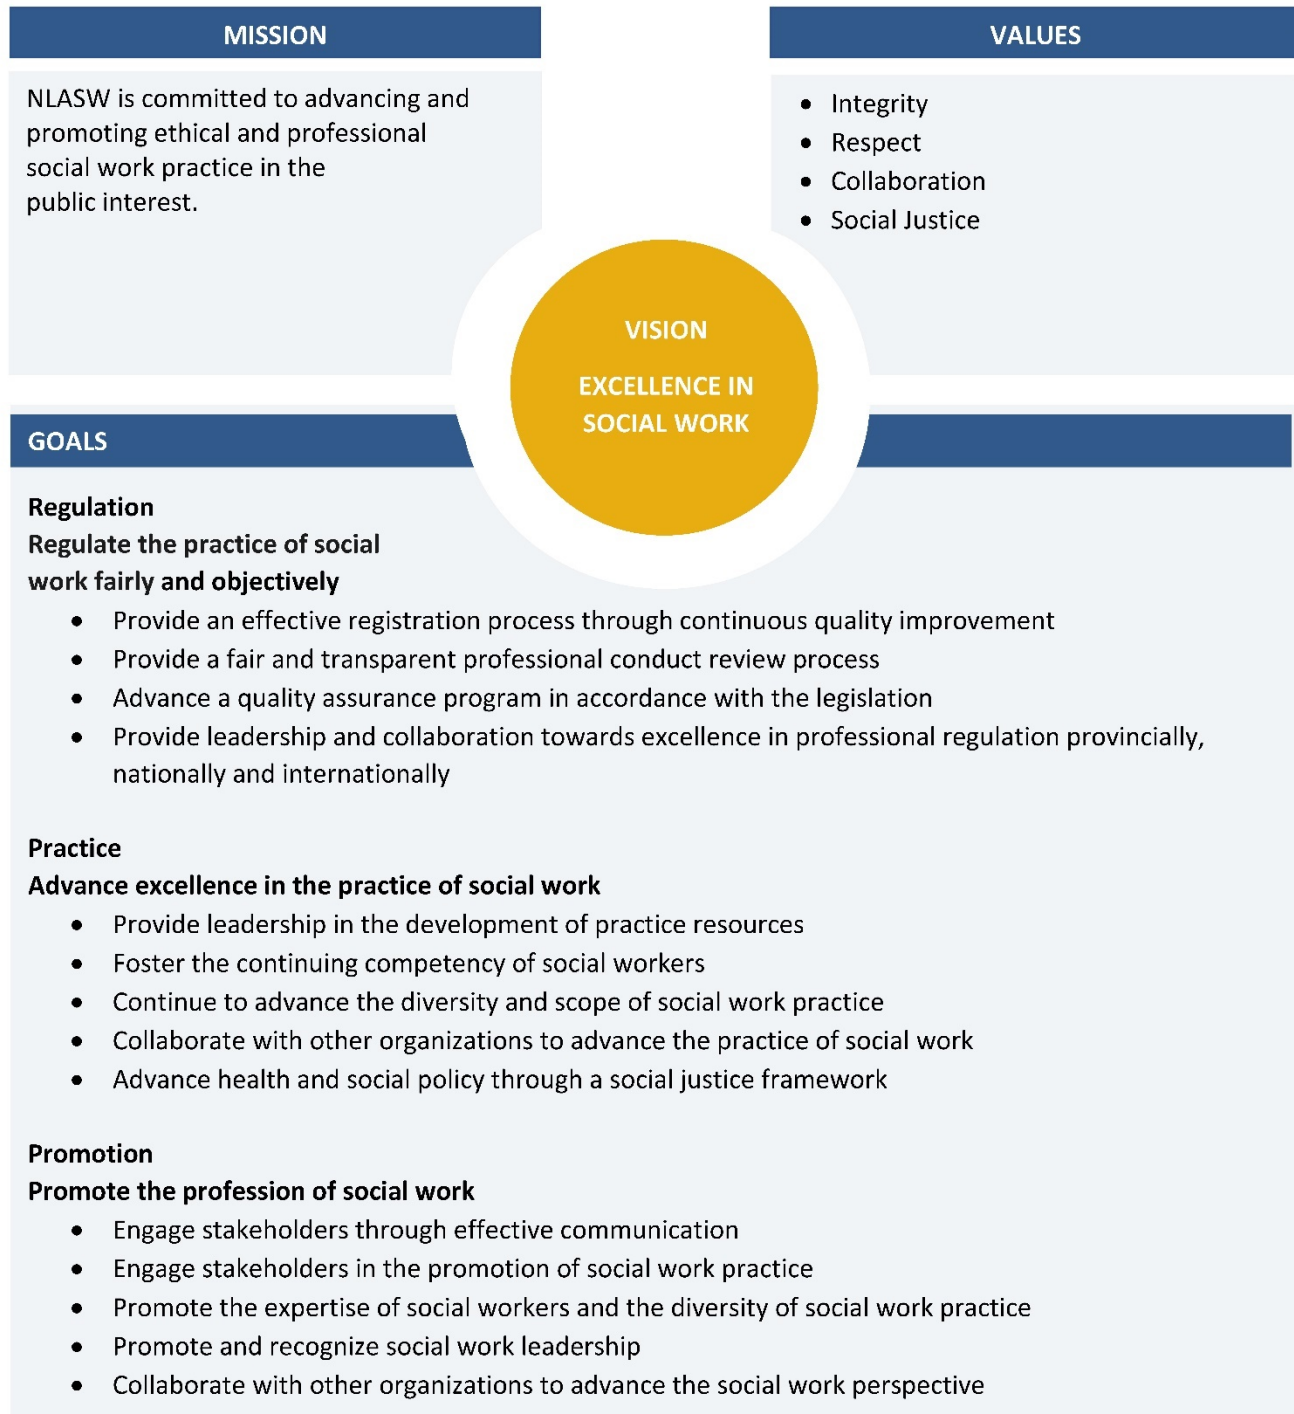 MISSION
NLASW is committed to advancing and
promoting ethical and professional
social work practice in the
public interest.
VALUES
• Integrity
• Respect
• Collaboration
• Social Justice
VISION
EXCELLENCE IN
SOCIAL WORK
GOALS
Regulation
Regulate the practice of social
work fairly and objectively
• Provide an effective registration process through continuous quality improvement
• Provide a fair and transparent professional conduct review process
• Advance a quality assurance program in accordance with the legislation
• Provide leadership and collaboration towards excellence in professional regulation provincially,
nationally and internationally
Practice
Advance excellence in the practice of social work
• Provide leadership in the development of practice resources
• Foster the continuing competency of social workers
• Continue to advance the diversity and scope of social work practice
• Collaborate with other organizations to advance the practice of social work
• Advance health and social policy through a social justice framework
Promotion
Promote the profession of social work
• Engage stakeholders through effective communication
• Engage stakeholders in the promotion of social work practice
• Promote the expertise of social workers and the diversity of social work practice
• Promote and recognize social work leadership
• Collaborate with other organizations to advance the social work perspective